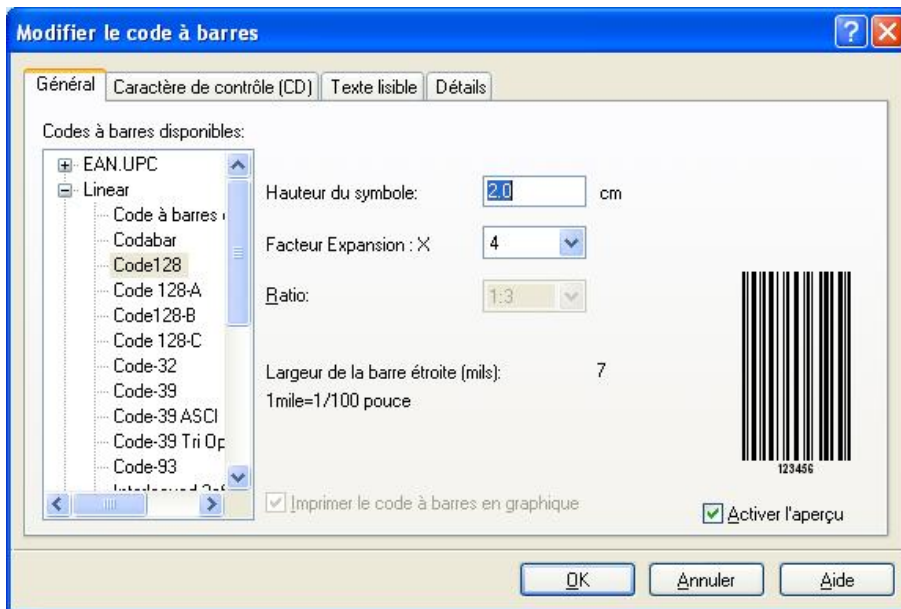 Modifier le code à barres
Général
Caractère de contrôle (CD)
Texte lisible
Détails
Codes à barres disponibles:
EAN.UPC
Linear
Code à barres
Codabar
Code128
Code 128-A
Code128-B
Code 128-C
Code-32
Code-39
Code-39 ASCI
Code-39 Tri Op
Code-93
Hauteur du symbole: 2.0 cm
Facteur Expansion : X 4
Ratio: 1:3
Largeur de la barre étroite (mils): 7
1mile=1/100 pouce
Imprimer le code à barres en graphique
123456
Activer l'aperçu
OK
Annuler
Aide